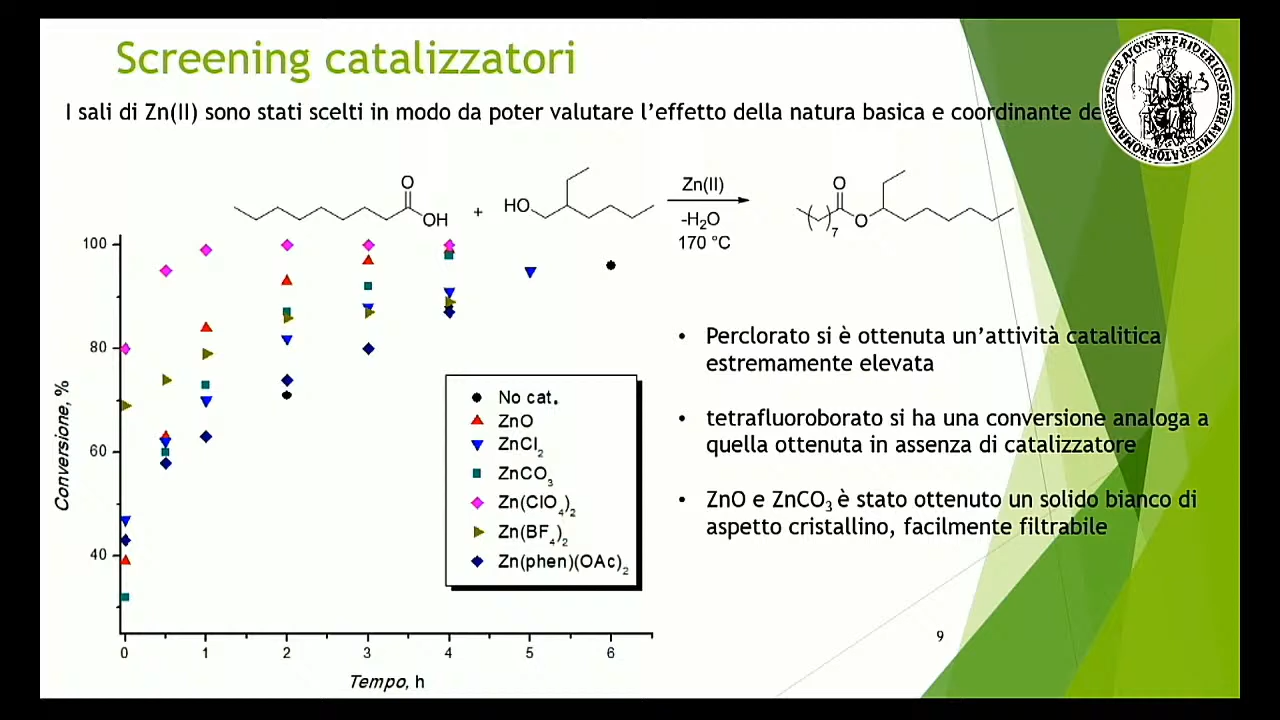 Screening catalizzatori
I sali di Zn(II) sono stati scelti in modo da poter valutare l'effetto della natura basica e coordinante
O
OH
+
HO
Zn(II)
-H₂O
170 °C
O
O
7
Perclorato si è ottenuta un'attività catalitica
estremamente elevata
tetrafluoroborato si ha una conversione analoga a
quella ottenuta in assenza di catalizzatore
ZnO e ZnCO₃ è stato ottenuto un solido bianco di
aspetto cristallino, facilmente filtrabile
100
80
60
40
Conversione, %
No cat.
ZnO
ZnCl₂
ZnCO₃
Zn(ClO₄)₂
Zn(BF₄)₂
Zn(phen)(OAc)₂
0 1 2 3 4 5 6
Tempo, h
9